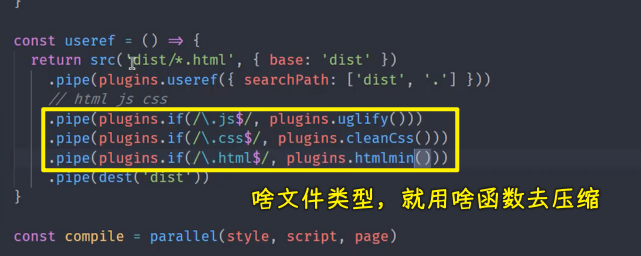 }
const useref = () => {
return src('dist/*.html', { base: 'dist' })
.pipe(plugins.useref({ searchPath: ['dist', '.'] }))
// html js css
.pipe(plugins.if(/\.js$/, plugins.uglify()))
.pipe(plugins.if(/\.css$/, plugins.cleanCss()))
.pipe(plugins.if(/\.html$/, plugins.htmlmin()))
.pipe(dest('dist'))
}
啥文件类型，就用啥函数去压缩
const compile = parallel(style, script, page)